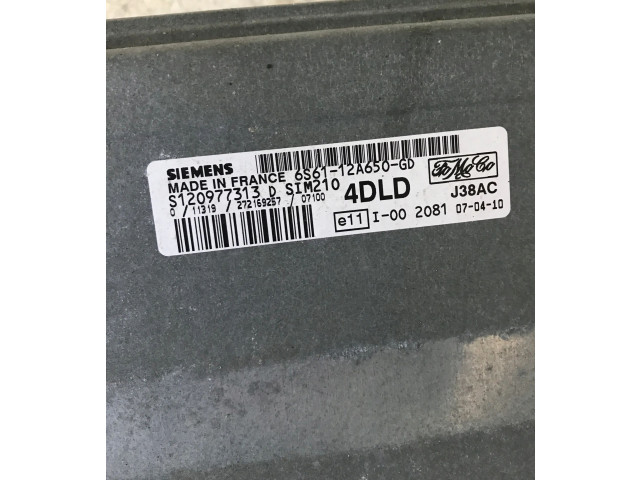 SIEMENS
MADE IN FRANCE 6S61-12A650-GD
S120977313 D SIM210
0 / 11319 / 272169257 / 07100
4DLD
FoMoCo
J38AC
e11 I-00 2081 07-04-10